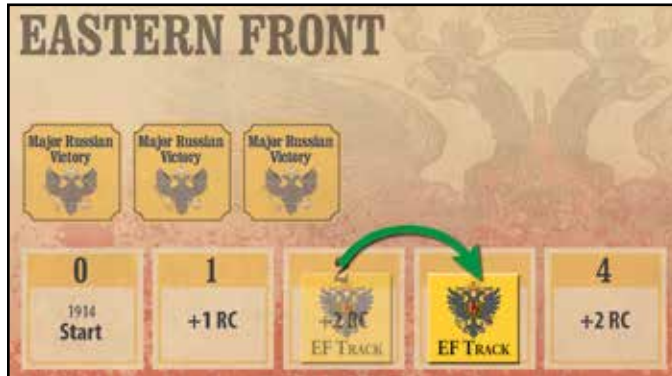 EASTERN FRONT
Major Russian Victory
Major Russian Victory
Major Russian Victory
0
1
2
4
1914
Start
+1 RC
+2 RC
EF TRACK
EF TRACK
+2 RC